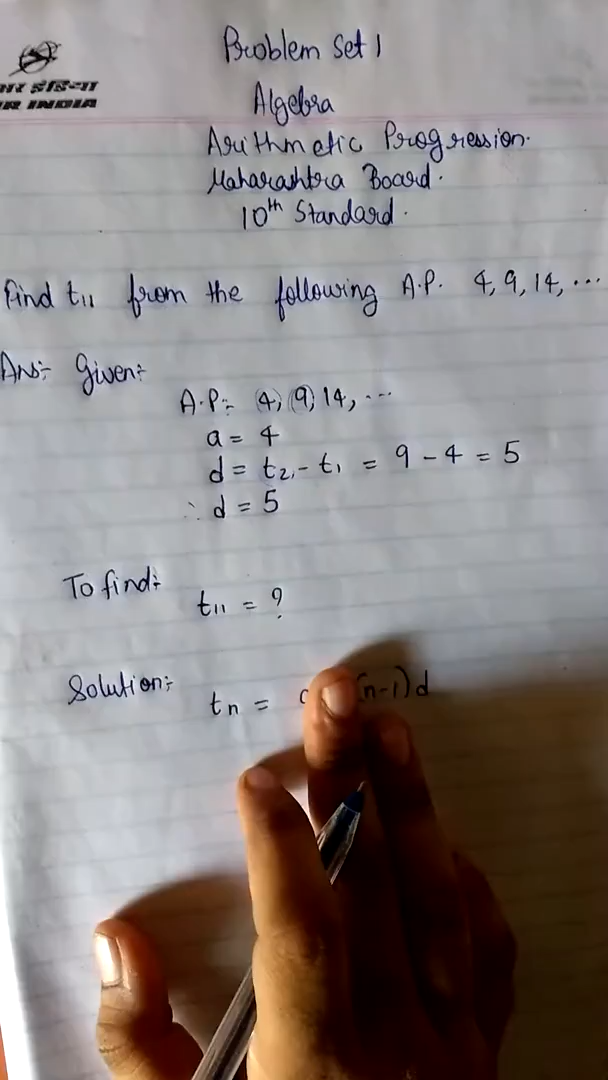 Problem Set 1
Algebra
Arithmetic Progression.
Maharashtra Board.
10th Standard.
इंडिया
R INDIA
Find t11 from the following A.P. 4, 9, 14, ...
Ans:- Given:-
A.P:- 4, 9, 14, ...
a = 4
d = t2 - t1 = 9 - 4 = 5
∴ d = 5
To find:-
t11 = ?
Solution:-
tn = (n-1)d